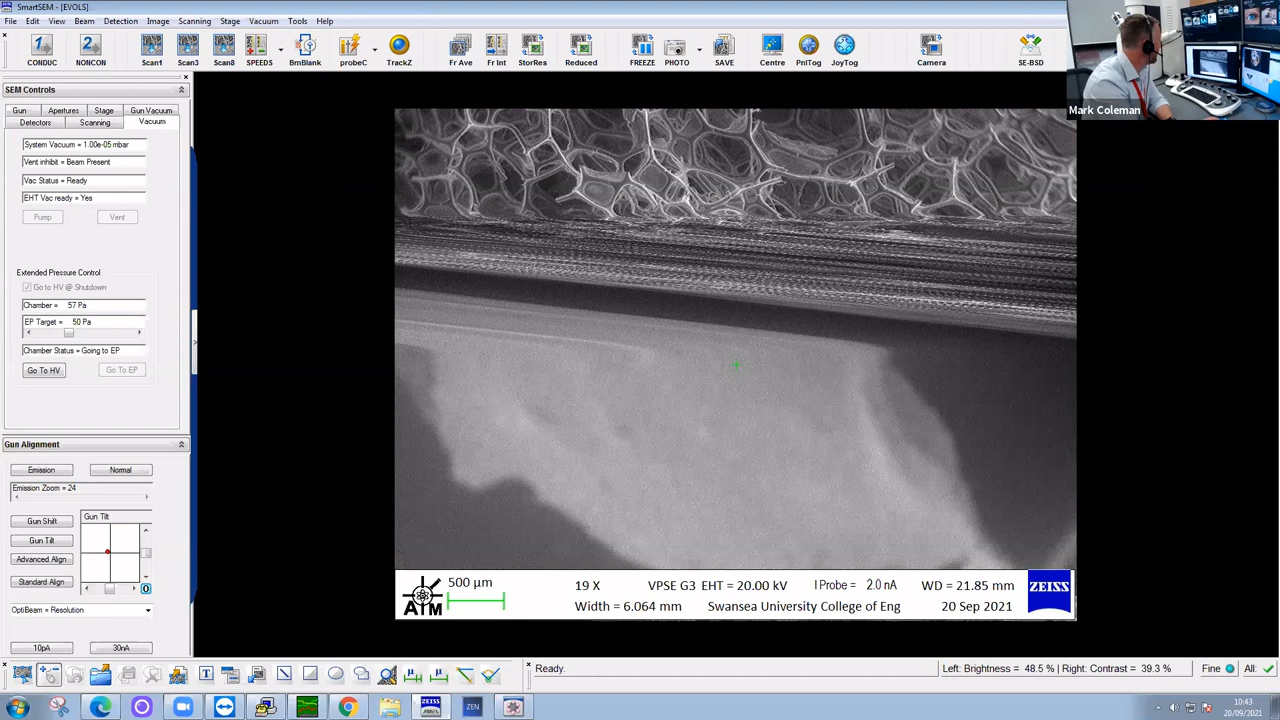 SmartSEM - [EVOLS]
File Edit View Beam Detection Image Scanning Stage Vacuum Tools Help
CONDUC NONCON Scan1 Scan3 Scan8 SPEEDS BmBlank probeC TrackZ Fr Ave Fr Int StorRes Reduced FREEZE PHOTO SAVE Centre PnlTog JoyTog Camera SE-BSD
Mark Coleman
SEM Controls
Gun Apertures Stage Gun Vacuum
Detectors Scanning Vacuum
System Vacuum = 1.00e-05 mbar
Vent inhibit = Beam Present
Vac Status = Ready
EHT Vac ready = Yes
Pump Vent
Extended Pressure Control
Go to HV @ Shutdown
Chamber = 57 Pa
EP Target = 50 Pa
Chamber Status = Going to EP
Go To HV Go To EP
Gun Alignment
Emission Normal
Emission Zoom = 24
Gun Shift
Gun Tilt
Gun Tilt
Advanced Align
Standard Align
OptiBeam = Resolution
10pA 30nA
ATM
500 µm
19 X VPSE G3 EHT = 20.00 kV I Probe = 2.0 nA WD = 21.85 mm
Width = 6.064 mm Swansea University College of Eng 20 Sep 2021
ZEISS
Ready.
Left: Brightness = 48.5 % | Right: Contrast = 39.3 %
Fine All:
ZEISS
ZEN
10:43
20/09/2021